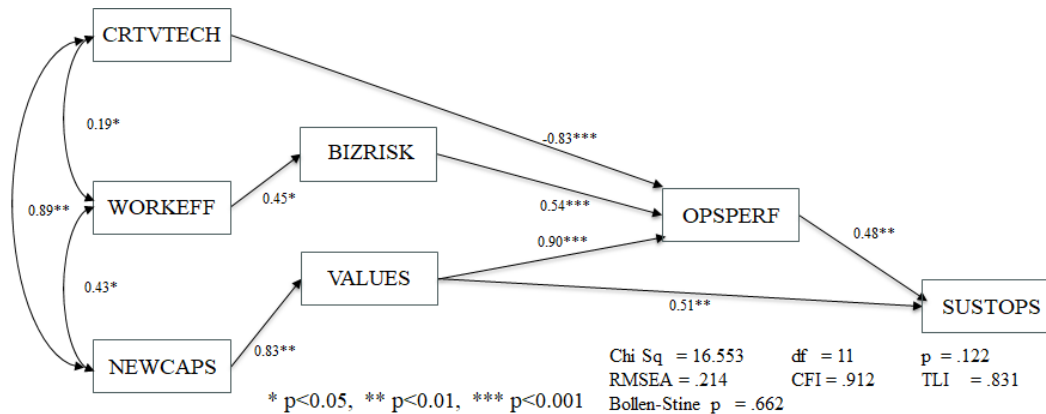 CRTVTECH
0.19*
-0.83***
BIZRISK
0.89**
WORKEFF
0.45*
0.54***
OPSPERF
0.90***
0.48**
0.43*
VALUES
0.51**
SUSTOPS
NEWCAPS
0.83**
Chi Sq = 16.553 df = 11 p = .122
RMSEA = .214 CFI = .912 TLI = .831
* p<0.05, ** p<0.01, *** p<0.001
Bollen-Stine p = .662